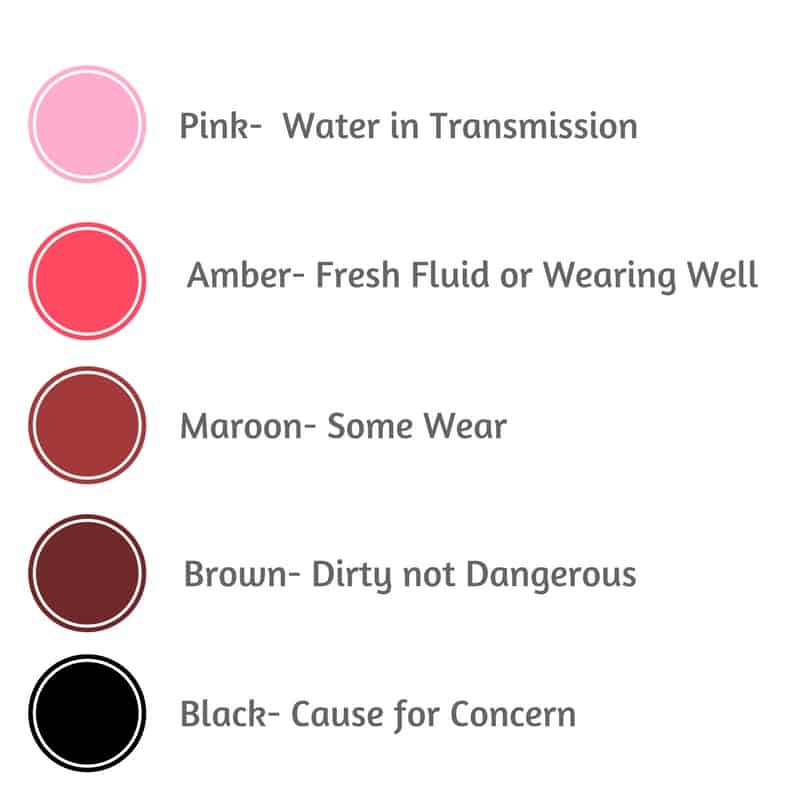 Pink- Water in Transmission
Amber- Fresh Fluid or Wearing Well
Maroon- Some Wear
Brown- Dirty not Dangerous
Black- Cause for Concern